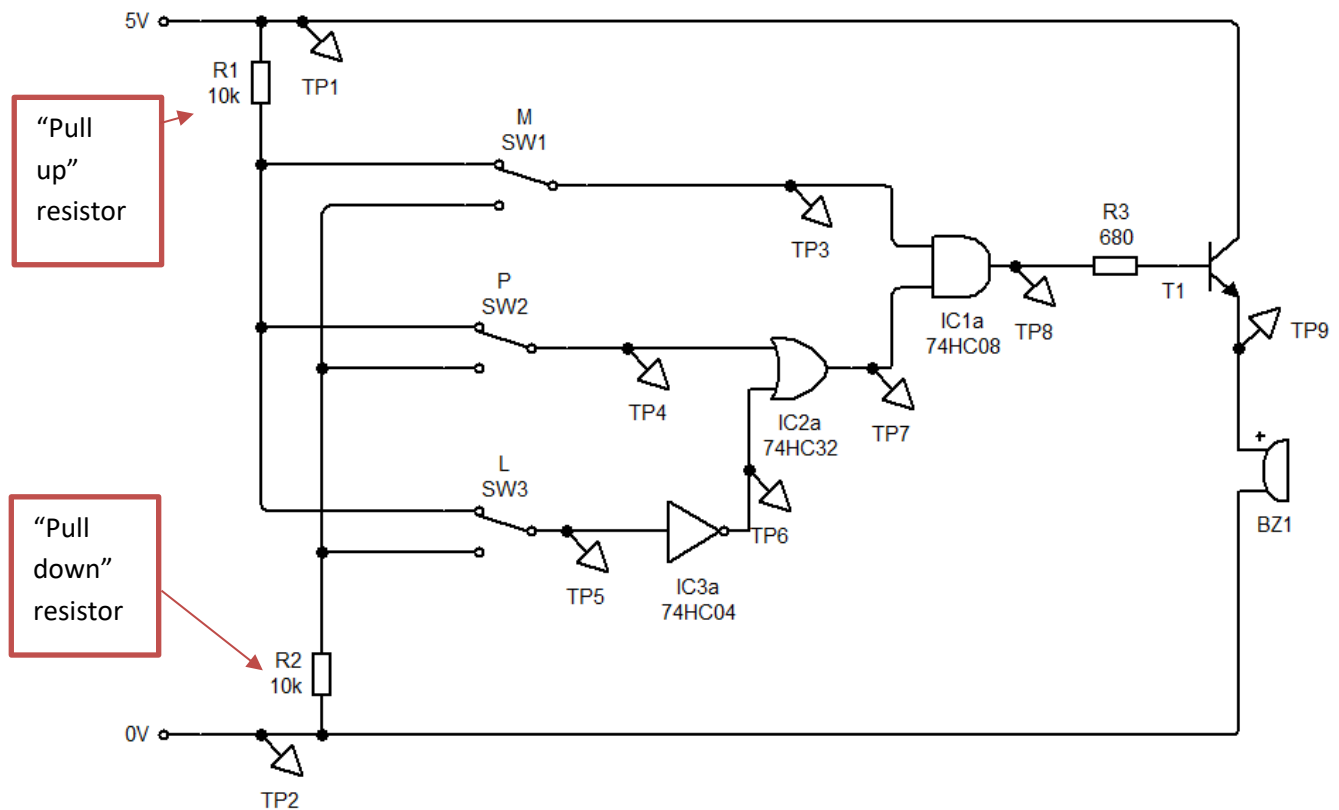 5V
R1
10k
TP1
“Pull
up”
resistor
M
SW1
TP3
R3
680
T1
TP9
IC1a
74HC08
TP8
P
SW2
TP4
IC2a
74HC32
TP7
+
BZ1
L
SW3
TP6
TP5
IC3a
74HC04
“Pull
down”
resistor
R2
10k
0V
TP2